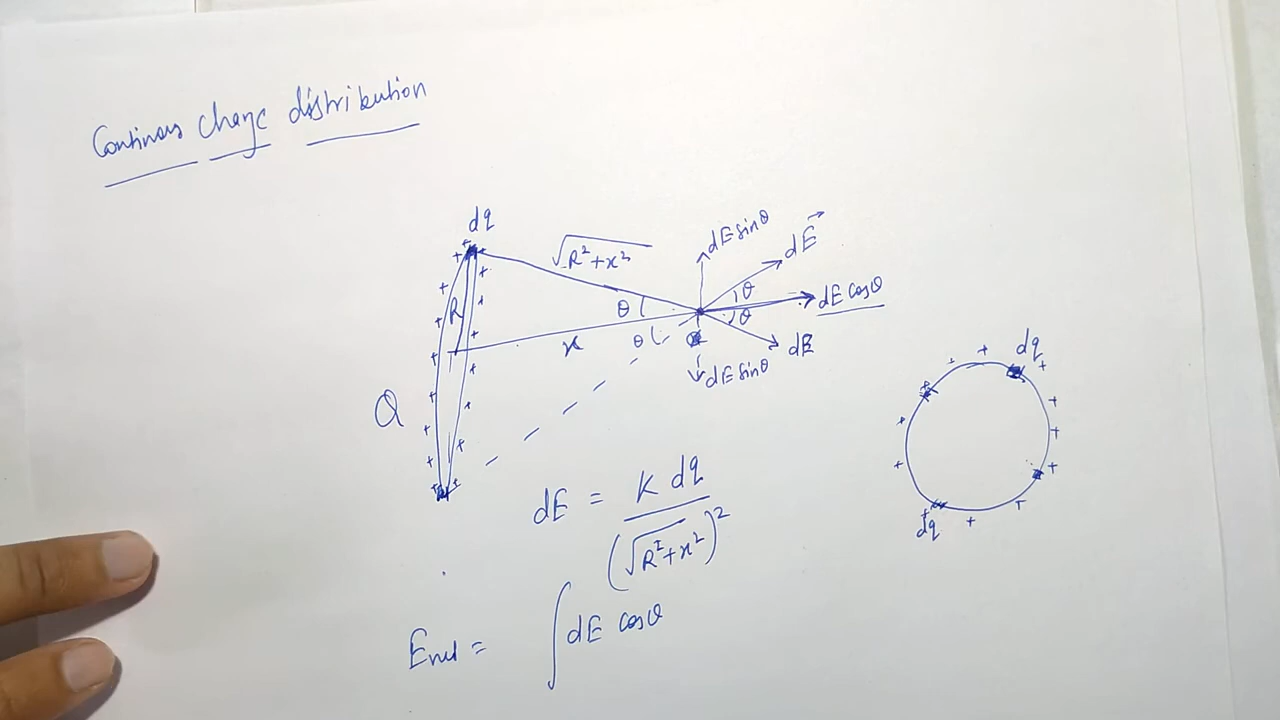 Continuous charge distribution
dq
√R²+x²
dE sinθ
dE⃗
θ
R
θ
dE cosθ
x
θ
θ
dE
dE sinθ
Q
dq
dq
dE = K dq / (√R²+x²)²
Enet = ∫ dE cosθ